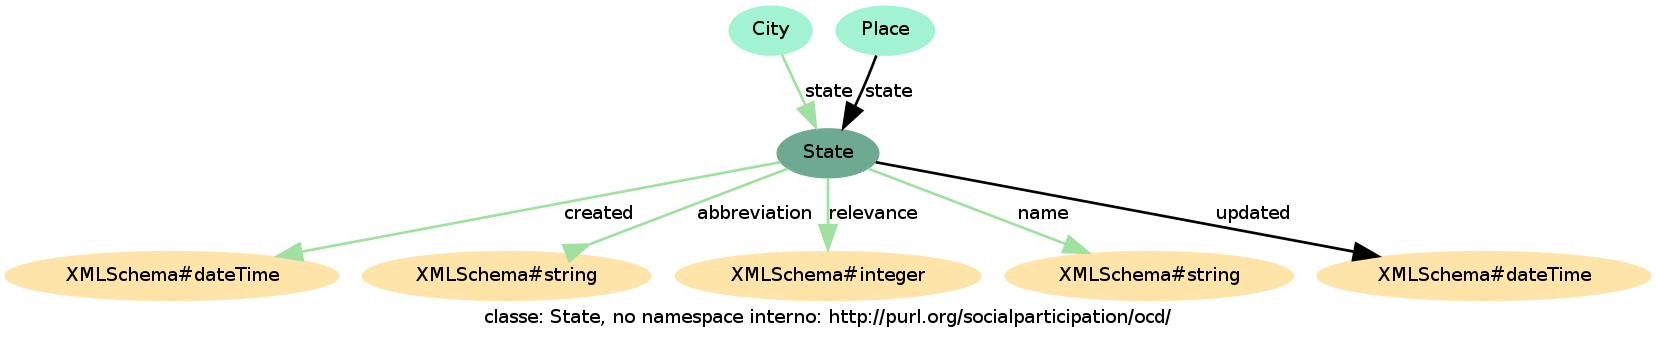 City
Place
state
state
State
created
abbreviation
relevance
name
updated
XMLSchema#dateTime
XMLSchema#string
XMLSchema#integer
XMLSchema#string
XMLSchema#dateTime
classe: State, no namespace interno: http://purl.org/socialparticipation/ocd/